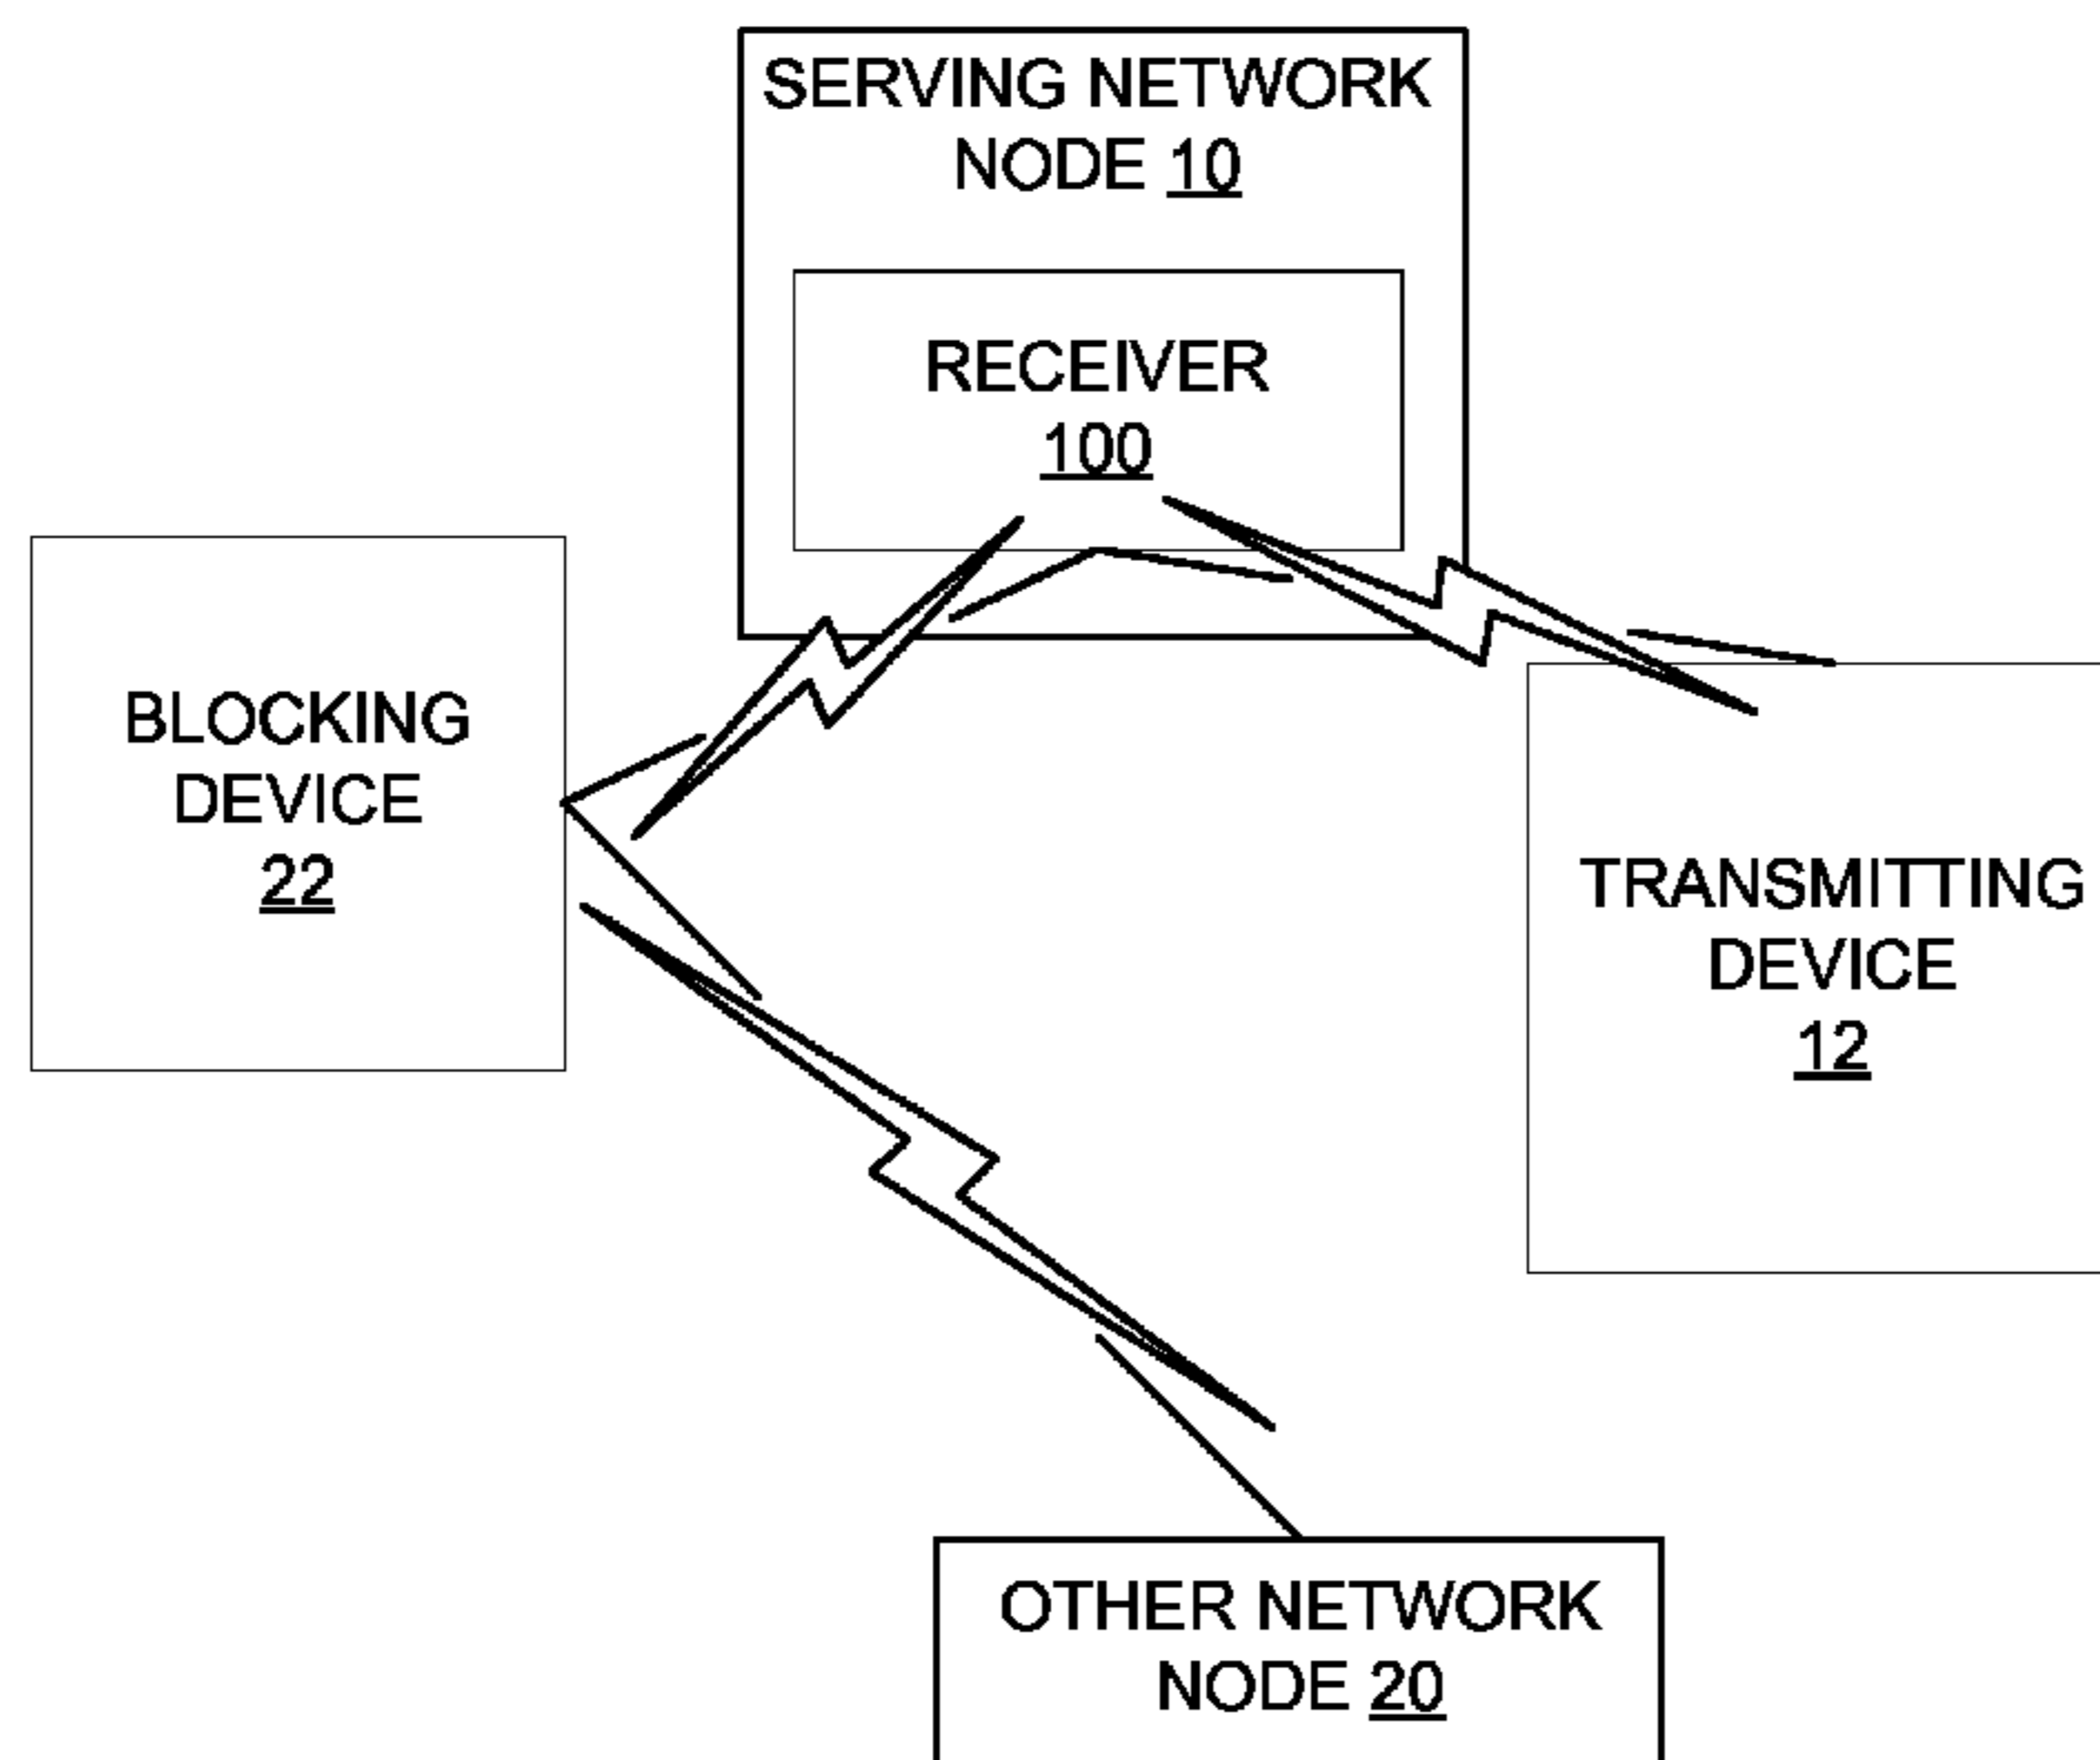 SERVING NETWORK
NODE 10
RECEIVER
100
BLOCKING
DEVICE
22
TRANSMITTING
DEVICE
12
OTHER NETWORK
NODE 20